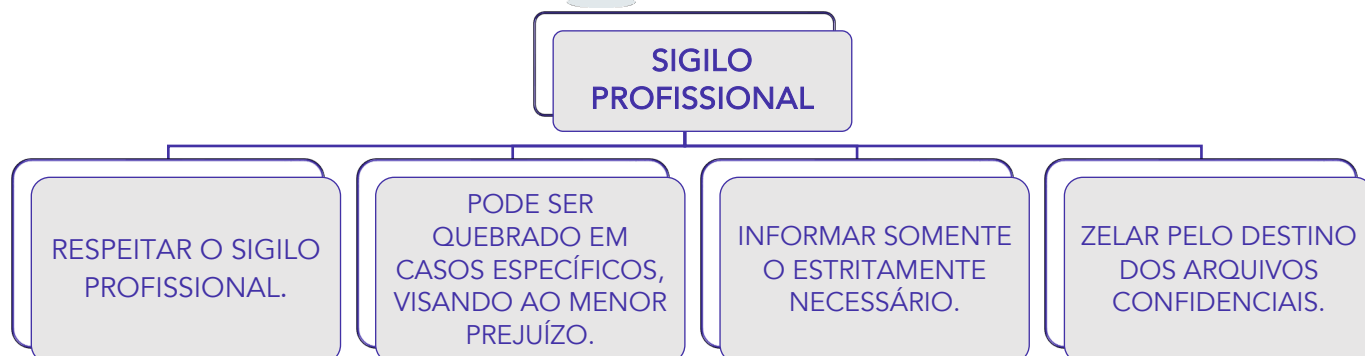 SIGILO
PROFISSIONAL
RESPEITAR O SIGILO
PROFISSIONAL.
PODE SER
QUEBRADO EM
CASOS ESPECÍFICOS,
VISANDO AO MENOR
PREJUÍZO.
INFORMAR SOMENTE
O ESTRITAMENTE
NECESSÁRIO.
ZELAR PELO DESTINO
DOS ARQUIVOS
CONFIDENCIAIS.